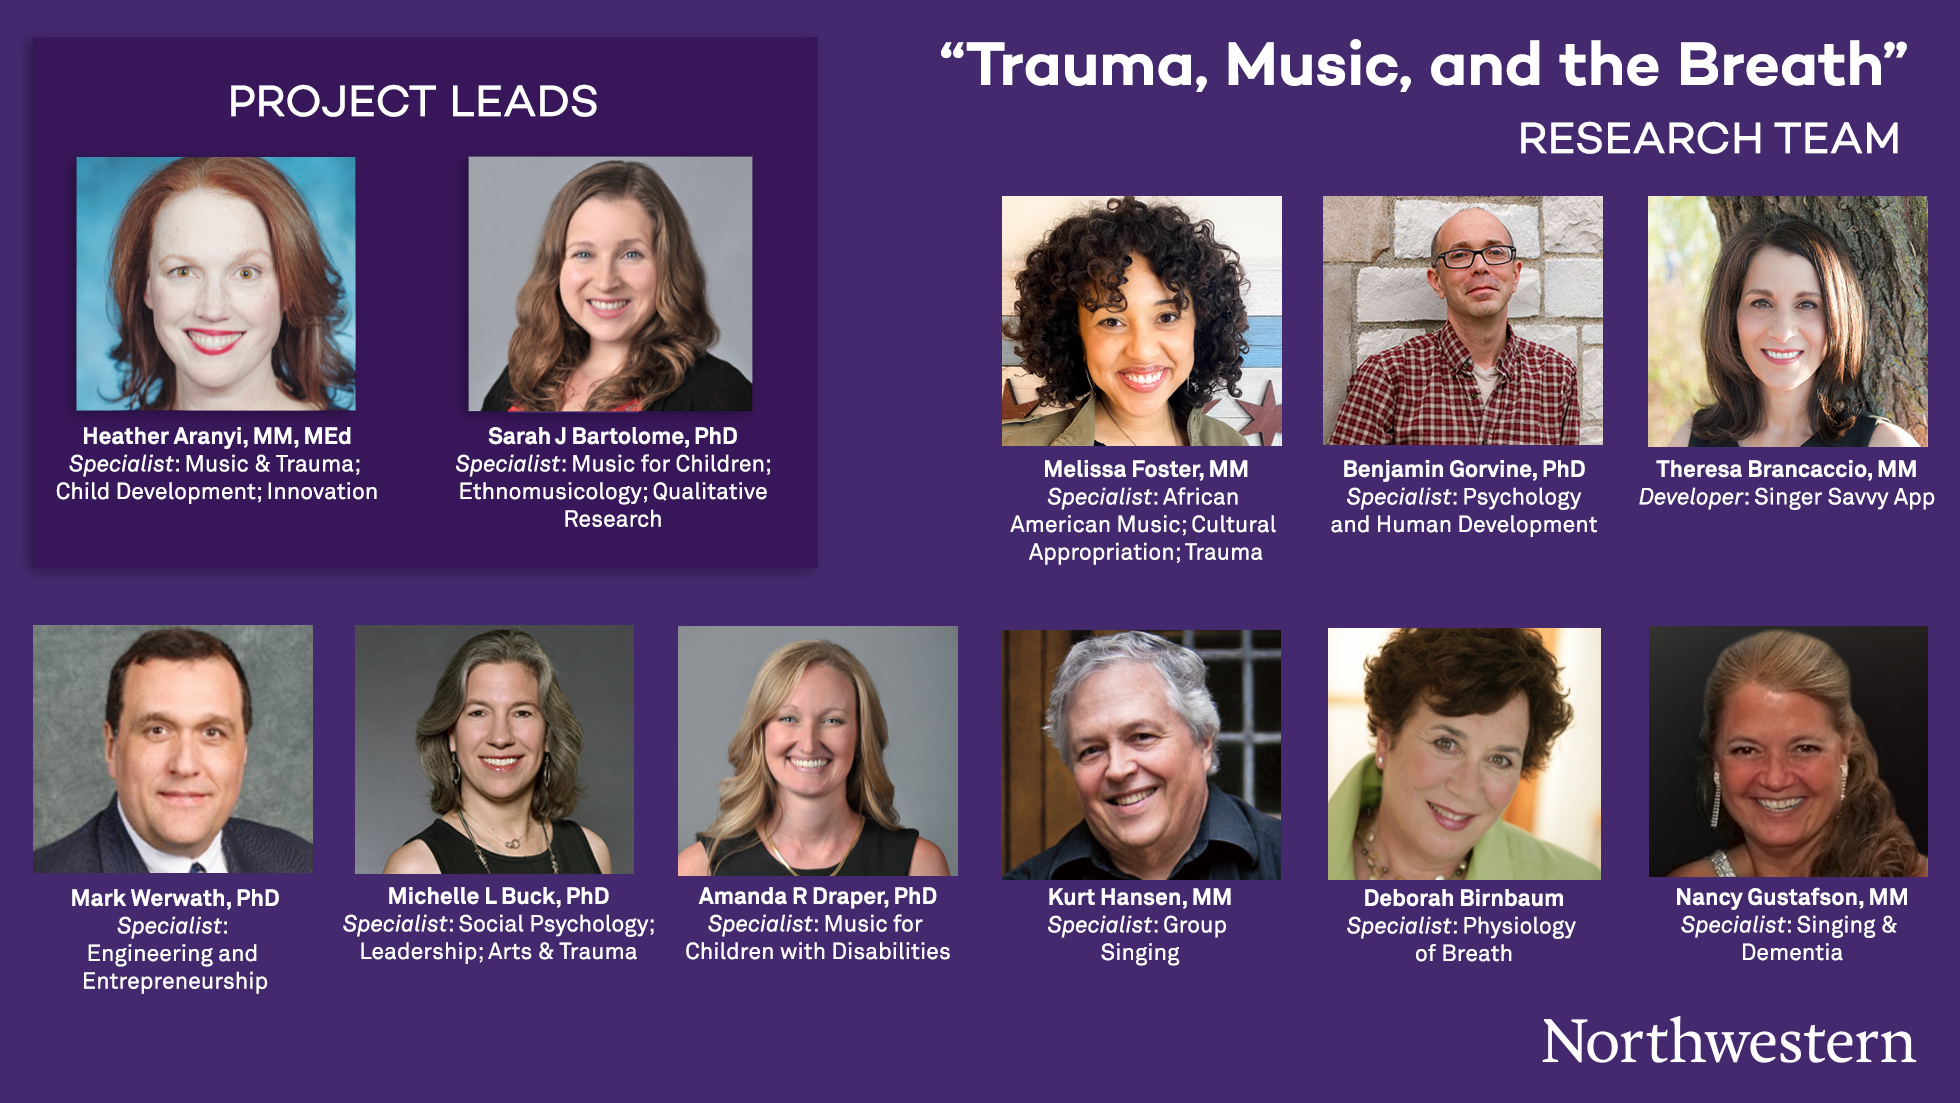 PROJECT LEADS
Heather Aranyi, MM, MEd
Specialist: Music & Trauma;
Child Development; Innovation
Sarah J Bartolome, PhD
Specialist: Music for Children;
Ethnomusicology; Qualitative
Research
“Trauma, Music, and the Breath”
RESEARCH TEAM
Melissa Foster, MM
Specialist: African
American Music; Cultural
Appropriation; Trauma
Benjamin Gorvine, PhD
Specialist: Psychology
and Human Development
Theresa Brancaccio, MM
Developer: Singer Savvy App
Mark Werwath, PhD
Specialist:
Engineering and
Entrepreneurship
Michelle L Buck, PhD
Specialist: Social Psychology;
Leadership; Arts & Trauma
Amanda R Draper, PhD
Specialist: Music for
Children with Disabilities
Kurt Hansen, MM
Specialist: Group
Singing
Deborah Birnbaum
Specialist: Physiology
of Breath
Nancy Gustafson, MM
Specialist: Singing &
Dementia
Northwestern